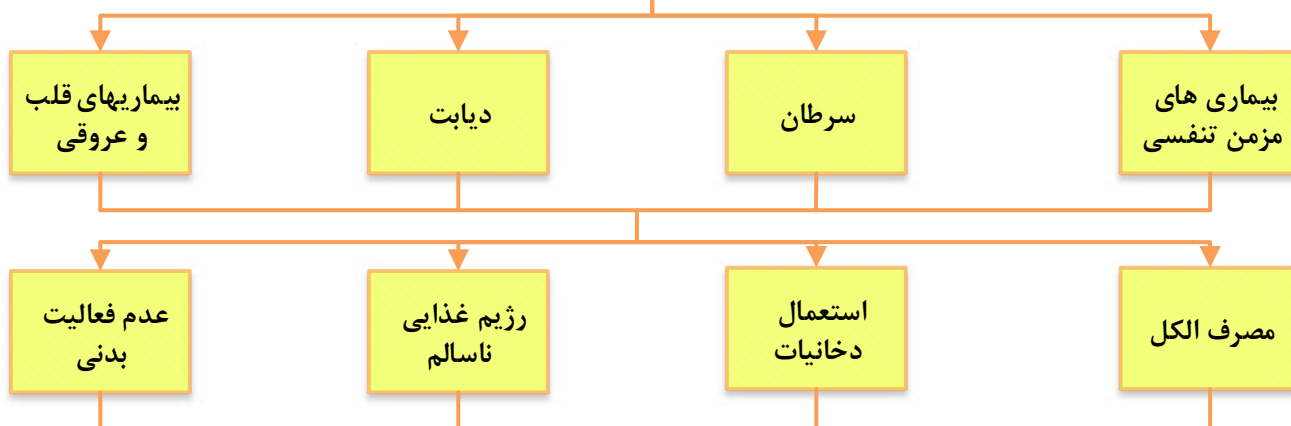 بیماری های
مزمن تنفسی
سرطان
دیابت
بیماریهای قلب
و عروقی
مصرف الکل
استعمال
دخانیات
رژیم غذایی
ناسالم
عدم فعالیت
بدنی